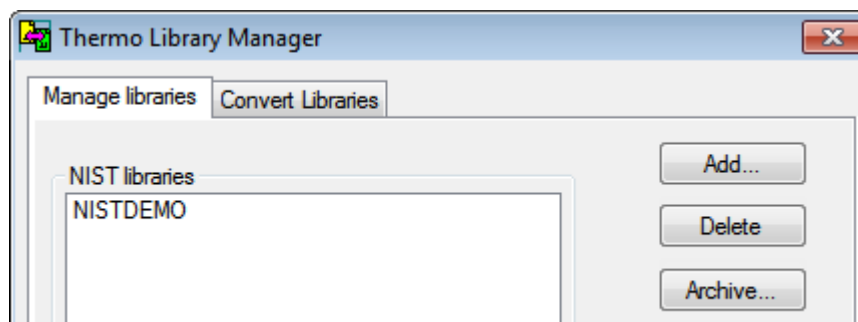 Thermo Library Manager
Manage libraries
Convert Libraries
NIST libraries
NISTDEMO
Add...
Delete
Archive...